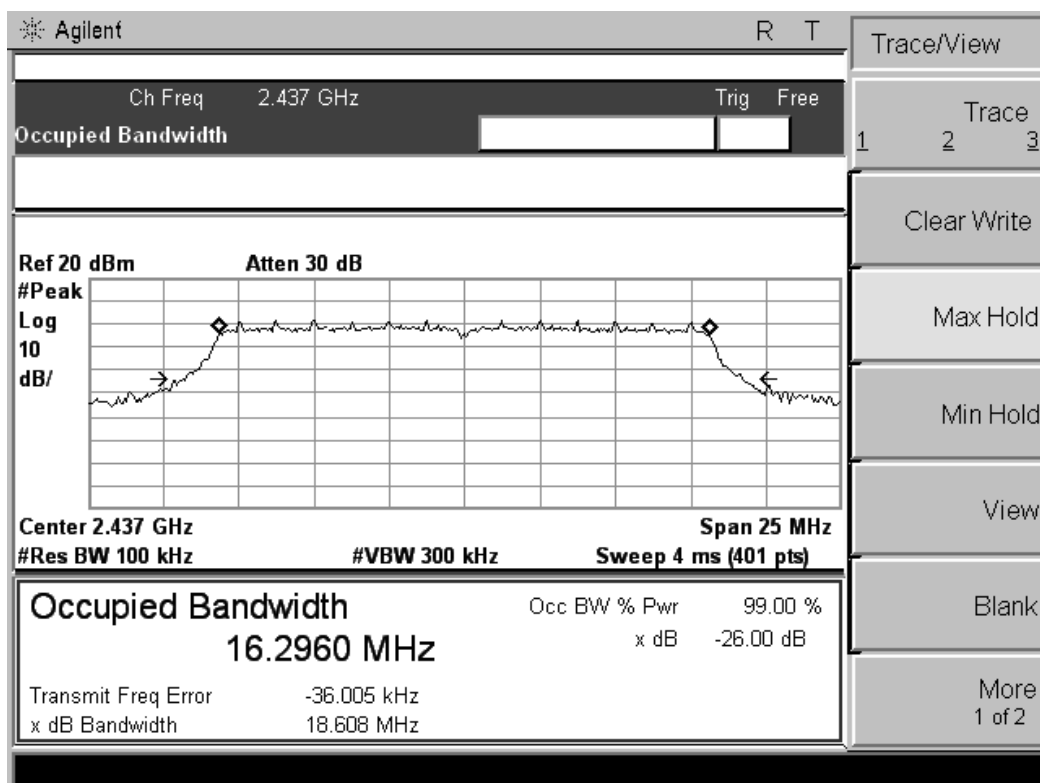 Agilent R T
Trace/View
Ch Freq 2.437 GHz Trig Free
Occupied Bandwidth
Trace
1 2 3
Clear Write
Ref 20 dBm Atten 30 dB
#Peak
Log
10
dB/
Max Hold
Min Hold
Center 2.437 GHz Span 25 MHz
#Res BW 100 kHz #VBW 300 kHz Sweep 4 ms (401 pts)
View
Occupied Bandwidth
16.2960 MHz
Occ BW % Pwr 99.00 %
x dB -26.00 dB
Transmit Freq Error -36.005 kHz
x dB Bandwidth 18.608 MHz
Blank
More
1 of 2